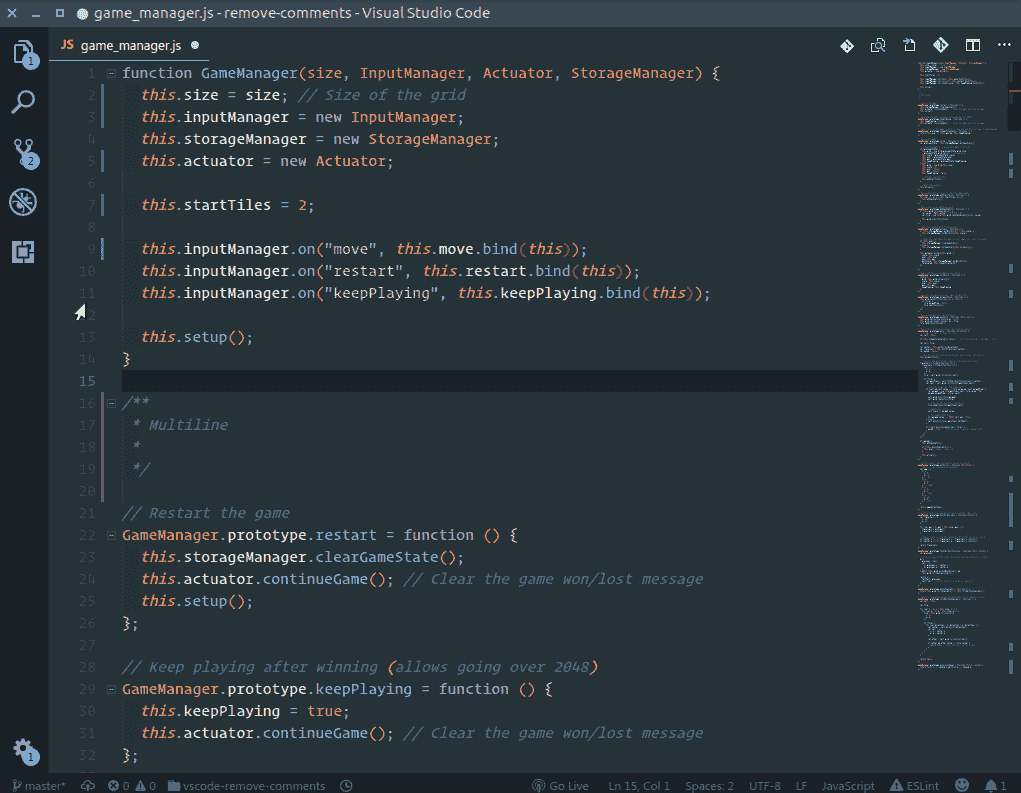 game_manager.js - remove-comments - Visual Studio Code
JS game_manager.js
1 function GameManager(size, InputManager, Actuator, StorageManager) {
2 this.size = size; // Size of the grid
3 this.inputManager = new InputManager;
4 this.storageManager = new StorageManager;
5 this.actuator = new Actuator;
6
7 this.startTiles = 2;
8
9 this.inputManager.on("move", this.move.bind(this));
10 this.inputManager.on("restart", this.restart.bind(this));
11 this.inputManager.on("keepPlaying", this.keepPlaying.bind(this));
12
13 this.setup();
14 }
15
16 /**
17 * Multiline
18 *
19 */
20
21 // Restart the game
22 GameManager.prototype.restart = function () {
23 this.storageManager.clearGameState();
24 this.actuator.continueGame(); // Clear the game won/lost message
25 this.setup();
26 };
27
28 // Keep playing after winning (allows going over 2048)
29 GameManager.prototype.keepPlaying = function () {
30 this.keepPlaying = true;
31 this.actuator.continueGame(); // Clear the game won/lost message
32 };
1
2
1
master* 0 0 vscode-remove-comments Go Live Ln 15, Col 1 Spaces: 2 UTF-8 LF JavaScript ESLint 1